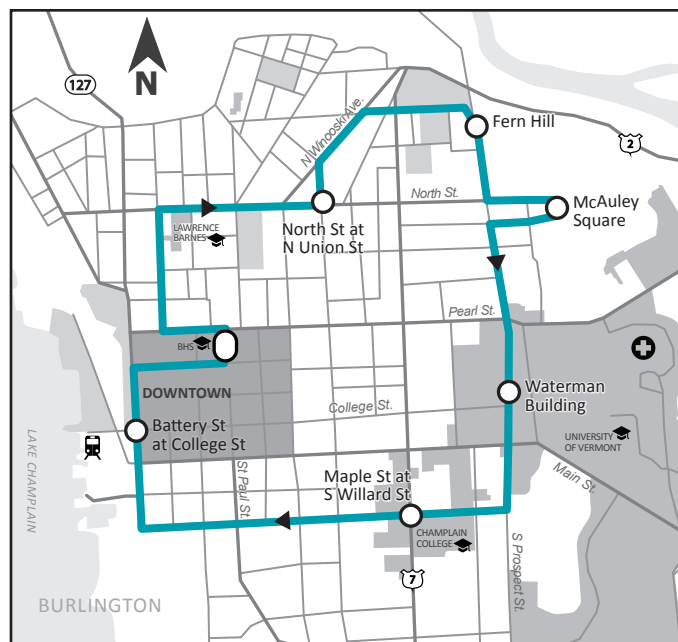 127
N
N Winooski Ave.
Fern Hill
2
North St.
McAuley
Square
LAWRENCE
BARNES
North St at
N Union St
Pearl St.
BHS
DOWNTOWN
Waterman
Building
College St.
Battery St
at College St
UNIVERSITY
OF VERMONT
LAKE CHAMPLAIN
St Paul St.
Maple St at
S Willard St
Main St.
CHAMPLAIN
COLLEGE
S Prospect St.
7
BURLINGTON